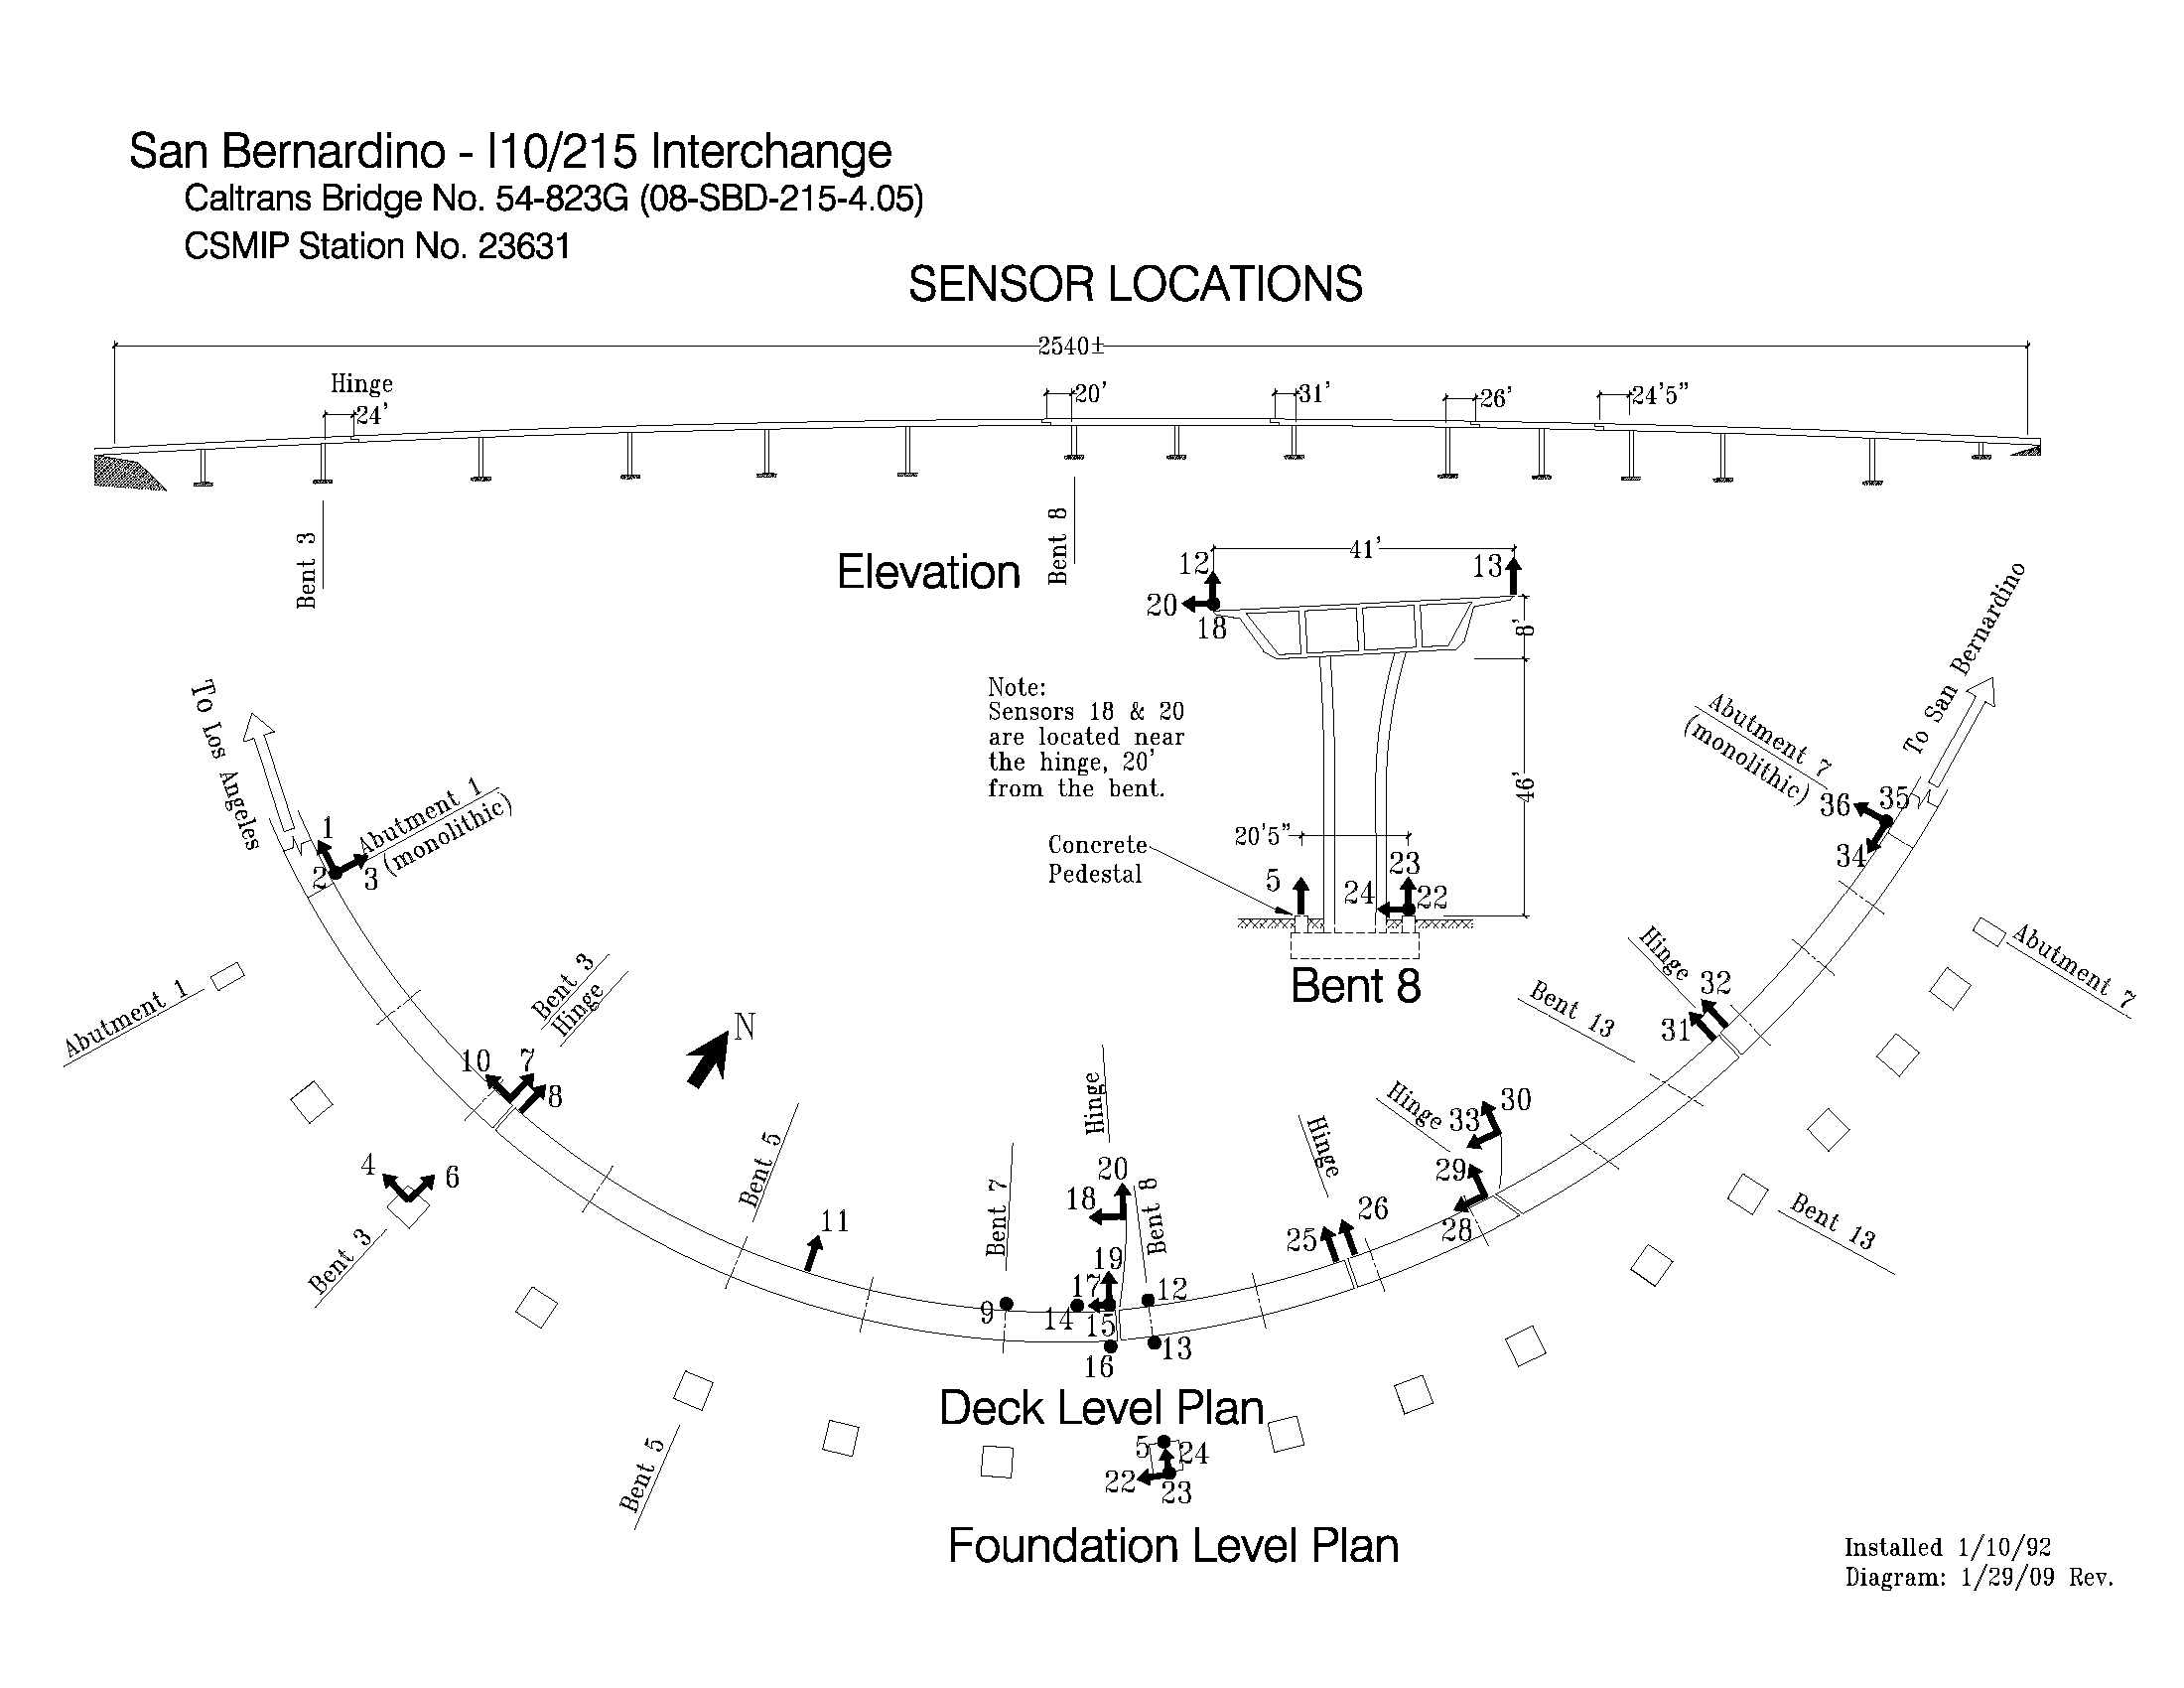 San Bernardino - I10/215 Interchange
Caltrans Bridge No. 54-823G (08-SBD-215-4.05)
CSMIP Station No. 23631
SENSOR LOCATIONS
2540±
Hinge
24'
20'
31'
26'
24'5"
Bent 3
Bent 8
Elevation
41'
12
13
20
18
8'
46'
Note:
Sensors 18 & 20
are located near
the hinge, 20'
from the bent.
20'5"
Concrete
Pedestal
5
23
24
22
Bent 8
To Los Angeles
To San Bernardino
1
2
3
Abutment 1
(monolithic)
Abutment 7
(monolithic)
36
35
34
Abutment 1
Abutment 7
Bent 3
Hinge
10
7
8
N
4
6
Bent 3
Bent 5
11
Bent 7
Hinge
20
18
Bent 8
19
17
12
9
14
15
13
16
Hinge
25
26
Hinge
33
30
29
28
Bent 13
Hinge
32
31
Bent 13
Deck Level Plan
Bent 5
5
24
22
23
Foundation Level Plan
Installed 1/10/92
Diagram: 1/29/09 Rev.